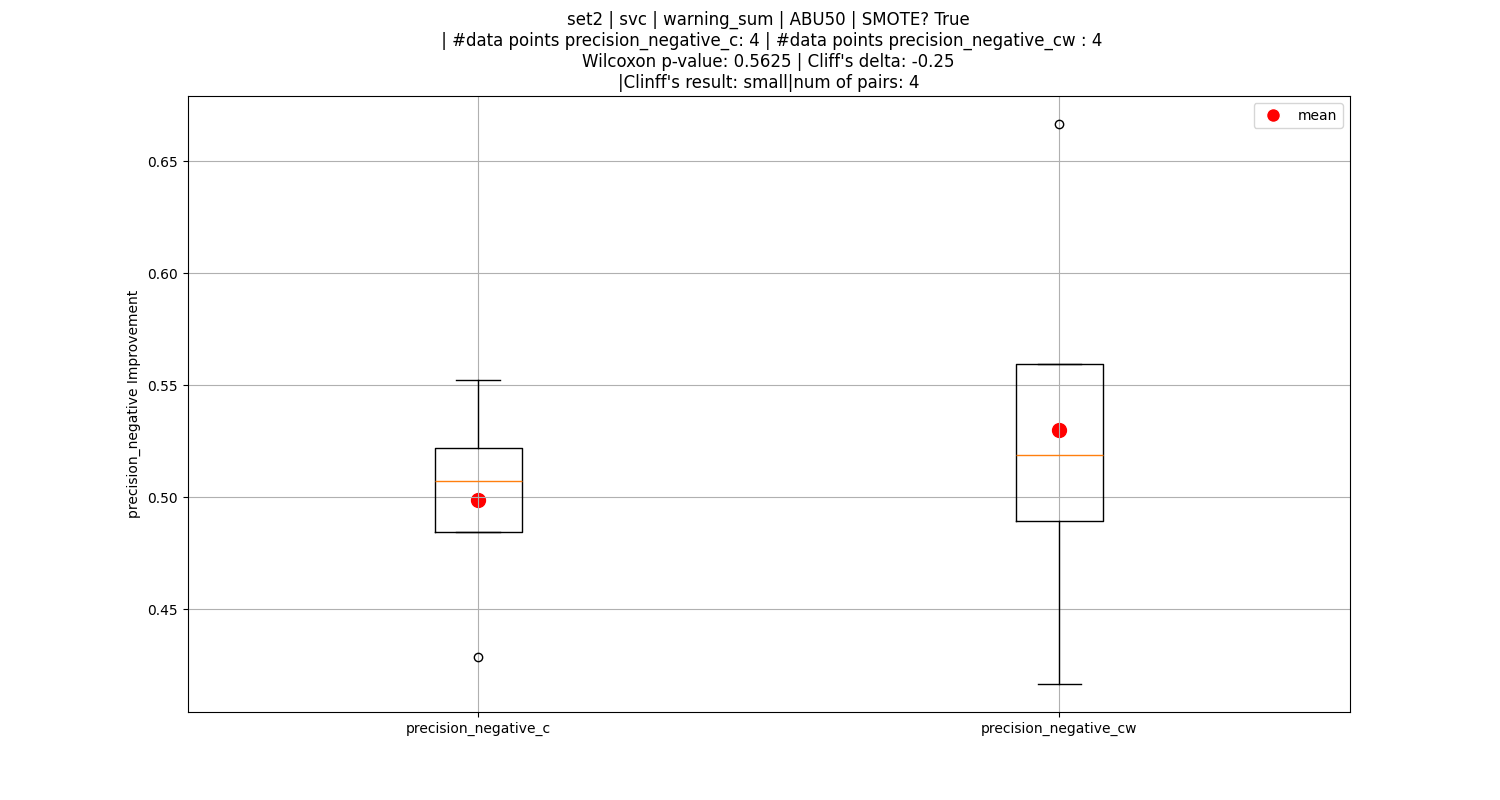 set2 | svc | warning_sum | ABU50 | SMOTE? True
| #data points precision_negative_c: 4 | #data points precision_negative_cw : 4
Wilcoxon p-value: 0.5625 | Cliff's delta: -0.25
|Clinff's result: small|num of pairs: 4
mean
precision_negative Improvement
0.65
0.60
0.55
0.50
0.45
precision_negative_c
precision_negative_cw